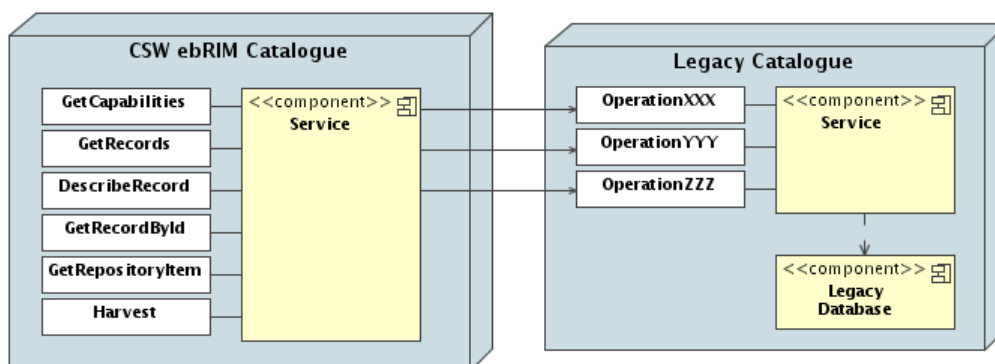 CSW ebRIM Catalogue
GetCapabilities
GetRecords
DescribeRecord
GetRecordById
GetRepositoryItem
Harvest
<<component>>
Service
Legacy Catalogue
OperationXXX
OperationYYY
OperationZZZ
<<component>>
Service
<<component>>
Legacy
Database